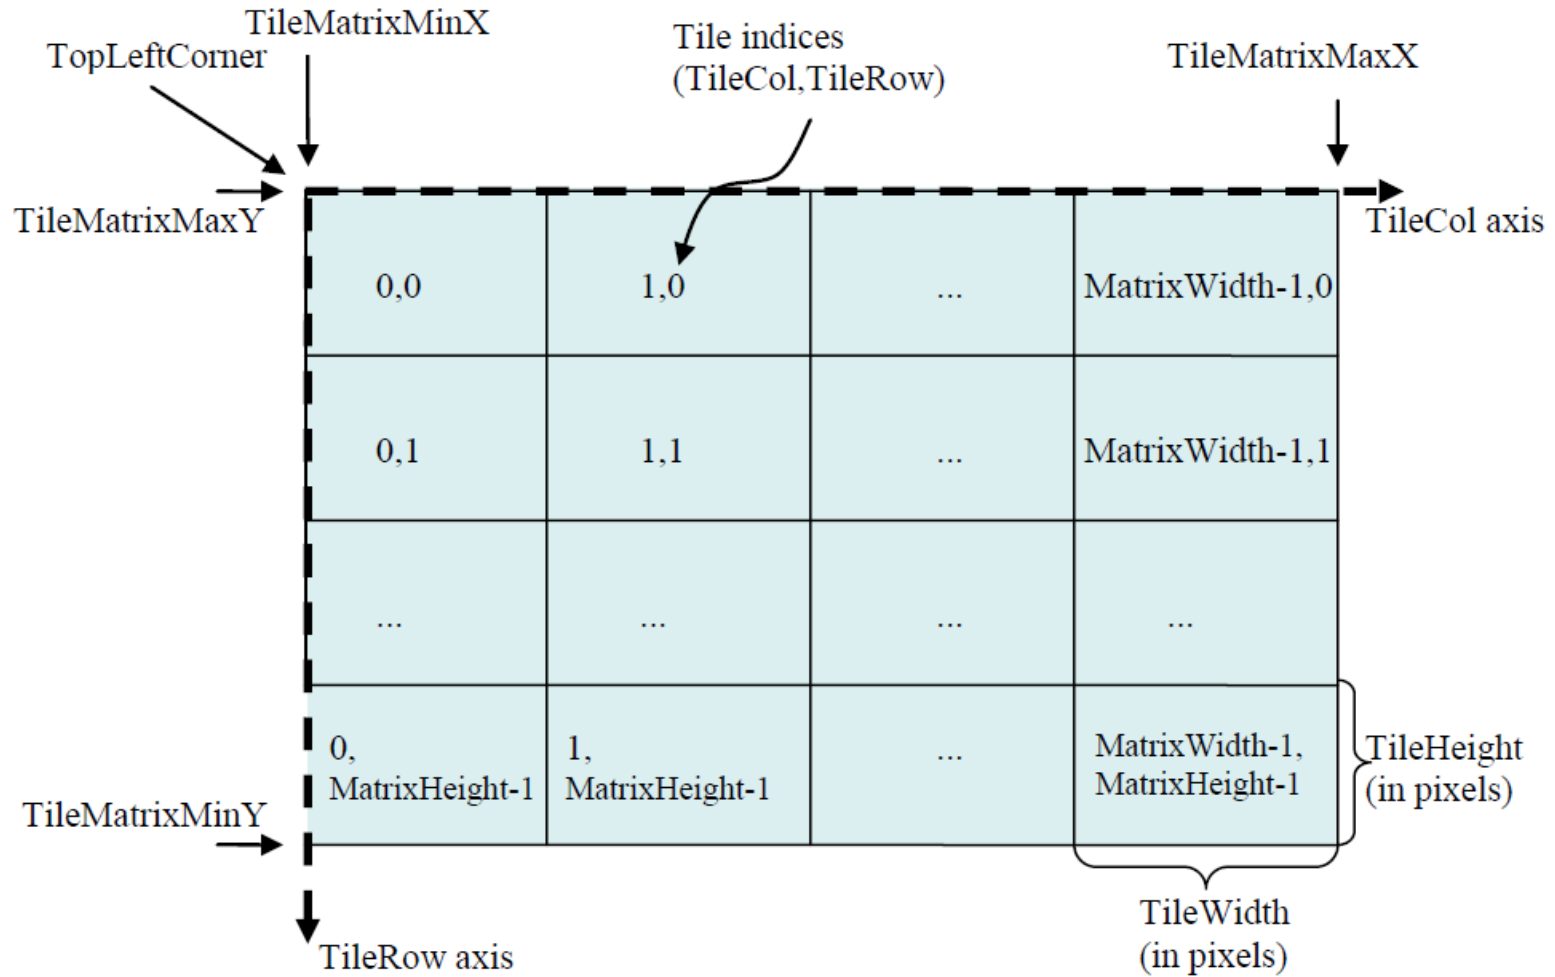 TileMatrixMinX
TopLeftCorner
Tile indices
(TileCol,TileRow)
TileMatrixMaxX
TileMatrixMaxY
TileCol axis
0,0
1,0
...
MatrixWidth-1,0
0,1
1,1
...
MatrixWidth-1,1
...
...
...
...
0,
MatrixHeight-1
1,
MatrixHeight-1
...
MatrixWidth-1,
MatrixHeight-1
TileHeight
(in pixels)
TileMatrixMinY
TileWidth
(in pixels)
TileRow axis